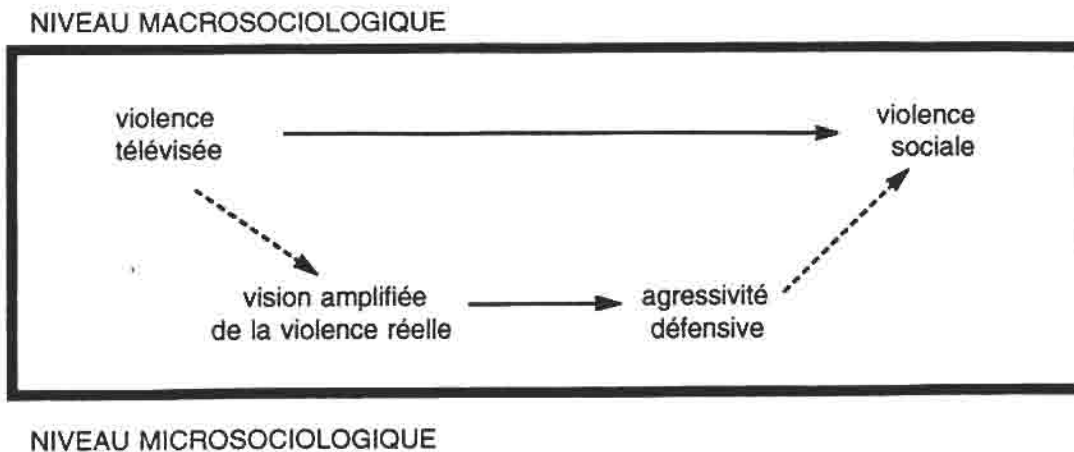 NIVEAU MACROSOCIOLOGIQUE
violence
télévisée
violence
sociale
vision amplifiée
de la violence réelle
agressivité
défensive
NIVEAU MICROSOCIOLOGIQUE